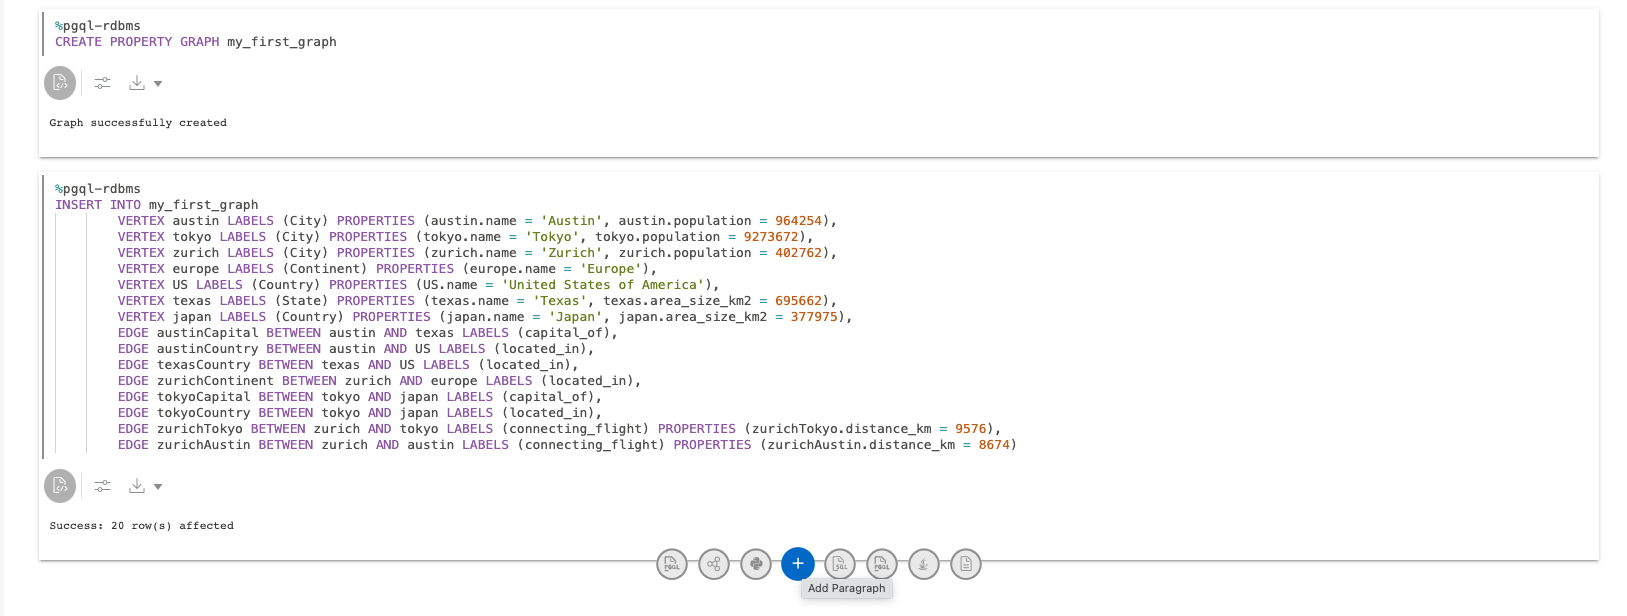 %pgql-rdbms
CREATE PROPERTY GRAPH my_first_graph
Graph successfully created
%pgql-rdbms
INSERT INTO my_first_graph
VERTEX austin LABELS (City) PROPERTIES (austin.name = 'Austin', austin.population = 964254),
VERTEX tokyo LABELS (City) PROPERTIES (tokyo.name = 'Tokyo', tokyo.population = 9273672),
VERTEX zurich LABELS (City) PROPERTIES (zurich.name = 'Zurich', zurich.population = 402762),
VERTEX europe LABELS (Continent) PROPERTIES (europe.name = 'Europe'),
VERTEX US LABELS (Country) PROPERTIES (US.name = 'United States of America'),
VERTEX texas LABELS (State) PROPERTIES (texas.name = 'Texas', texas.area_size_km2 = 695662),
VERTEX japan LABELS (Country) PROPERTIES (japan.name = 'Japan', japan.area_size_km2 = 377975),
EDGE austinCapital BETWEEN austin AND texas LABELS (capital_of),
EDGE austinCountry BETWEEN austin AND US LABELS (located_in),
EDGE texasCountry BETWEEN texas AND US LABELS (located_in),
EDGE zurichContinent BETWEEN zurich AND europe LABELS (located_in),
EDGE tokyoCapital BETWEEN tokyo AND japan LABELS (capital_of),
EDGE tokyoCountry BETWEEN tokyo AND japan LABELS (located_in),
EDGE zurichTokyo BETWEEN zurich AND tokyo LABELS (connecting_flight) PROPERTIES (zurichTokyo.distance_km = 9576),
EDGE zurichAustin BETWEEN zurich AND austin LABELS (connecting_flight) PROPERTIES (zurichAustin.distance_km = 8674)
Success: 20 row(s) affected
PGQL SQL PGQL
Add Paragraph